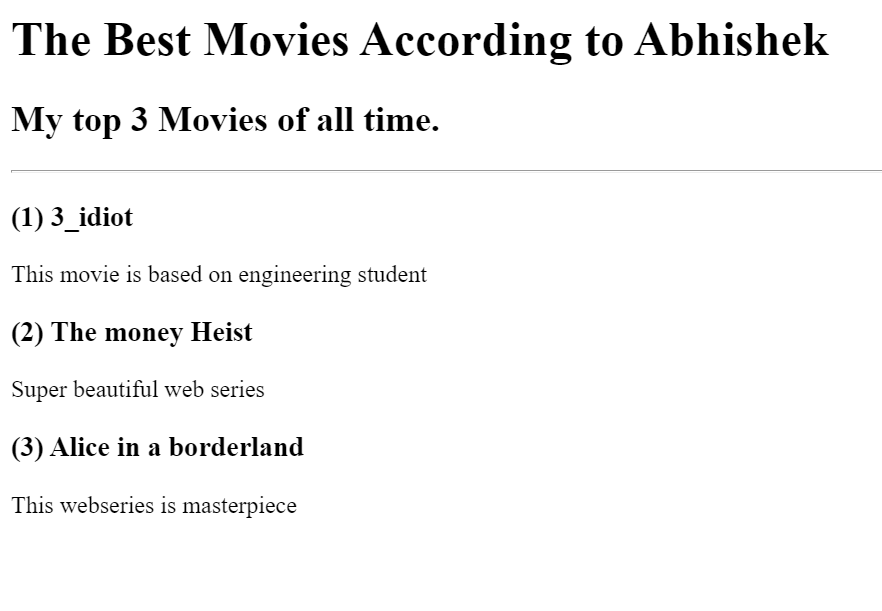 The Best Movies According to Abhishek
My top 3 Movies of all time.
(1) 3_idiot
This movie is based on engineering student
(2) The money Heist
Super beautiful web series
(3) Alice in a borderland
This webseries is masterpiece